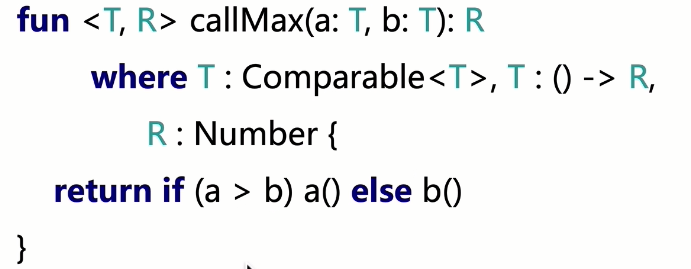 fun <T, R> callMax(a: T, b: T): R
where T : Comparable<T>, T : () -> R,
R : Number {
return if (a > b) a() else b()
}